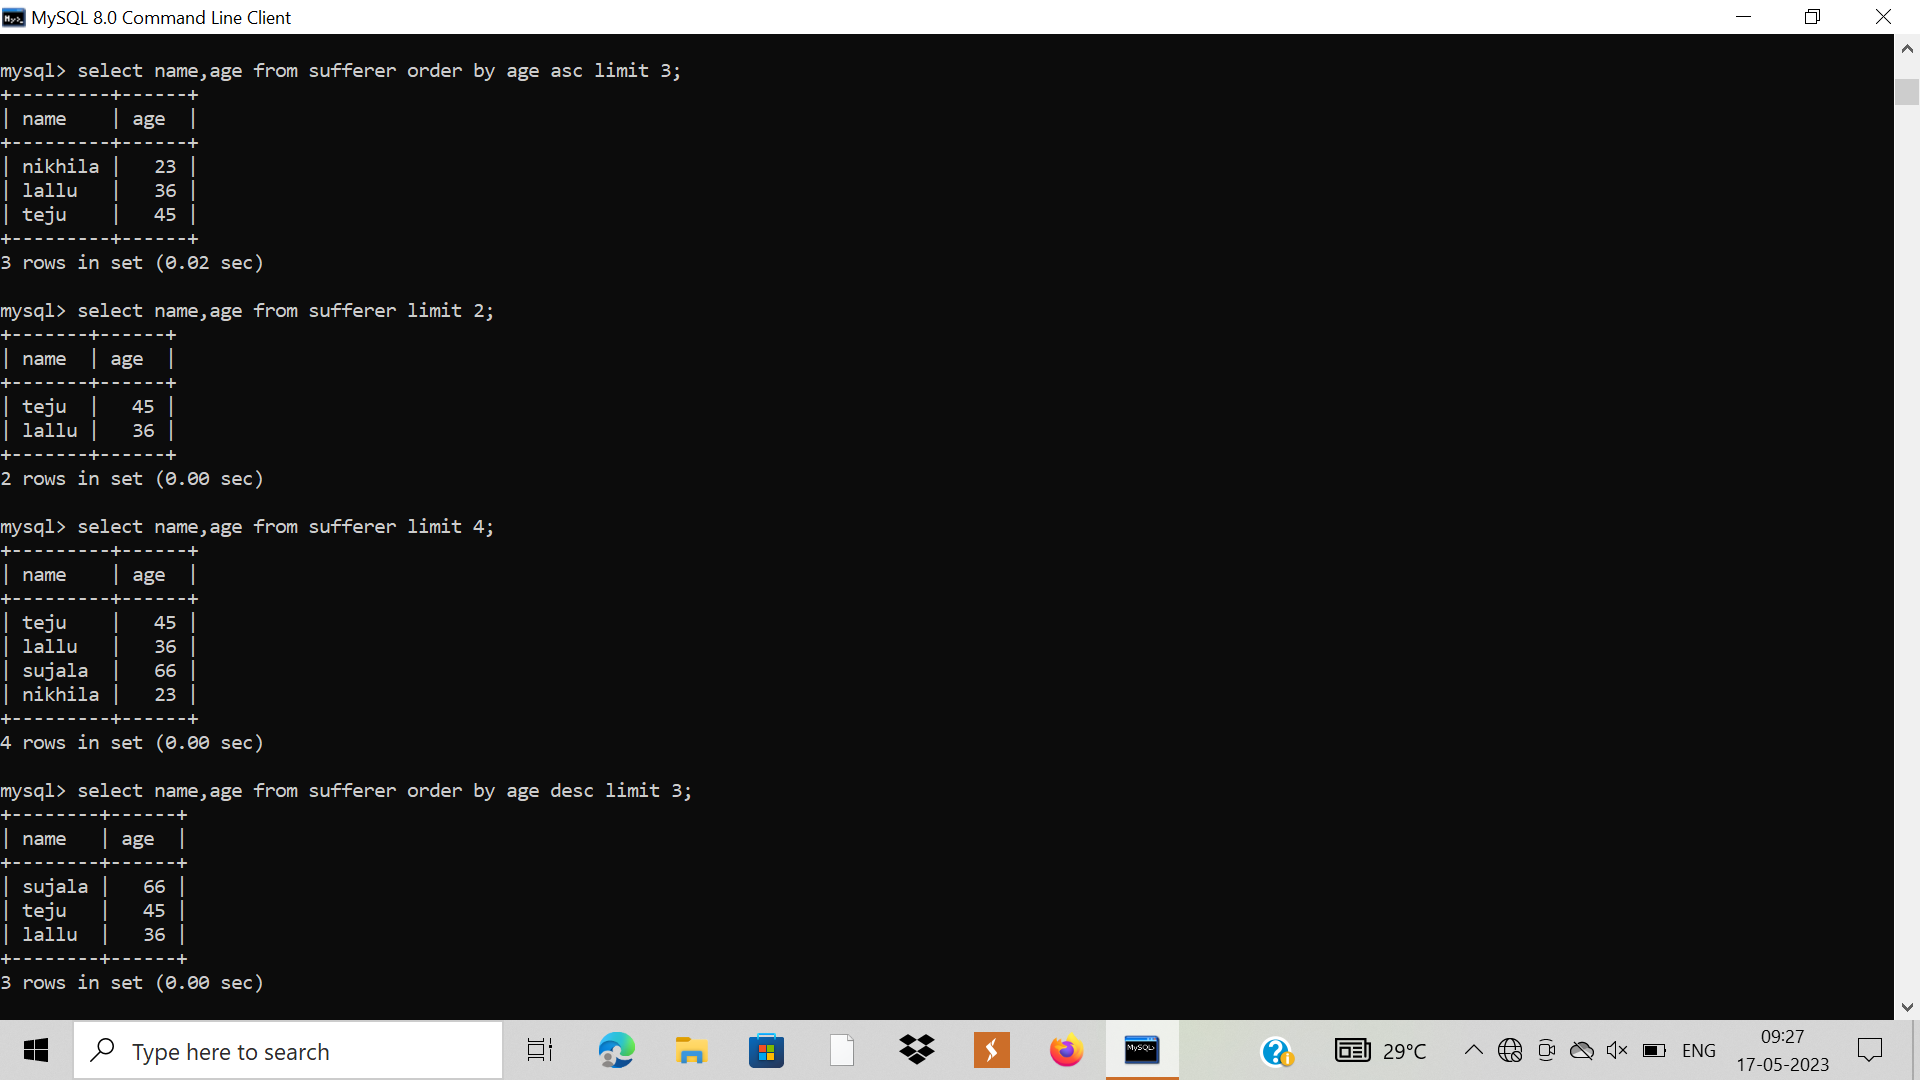 MySQL 8.0 Command Line Client
mysql> select name,age from sufferer order by age asc limit 3;
+---------+------+
| name    | age  |
+---------+------+
| nikhila |   23 |
| lallu   |   36 |
| teju    |   45 |
+---------+------+
3 rows in set (0.02 sec)
mysql> select name,age from sufferer limit 2;
+-------+------+
| name  | age  |
+-------+------+
| teju  |   45 |
| lallu |   36 |
+-------+------+
2 rows in set (0.00 sec)
mysql> select name,age from sufferer limit 4;
+---------+------+
| name    | age  |
+---------+------+
| teju    |   45 |
| lallu   |   36 |
| sujala  |   66 |
| nikhila |   23 |
+---------+------+
4 rows in set (0.00 sec)
mysql> select name,age from sufferer order by age desc limit 3;
+--------+------+
| name   | age  |
+--------+------+
| sujala |   66 |
| teju   |   45 |
| lallu  |   36 |
+--------+------+
3 rows in set (0.00 sec)
Type here to search
MySQL>
29°C
ENG
09:27
17-05-2023